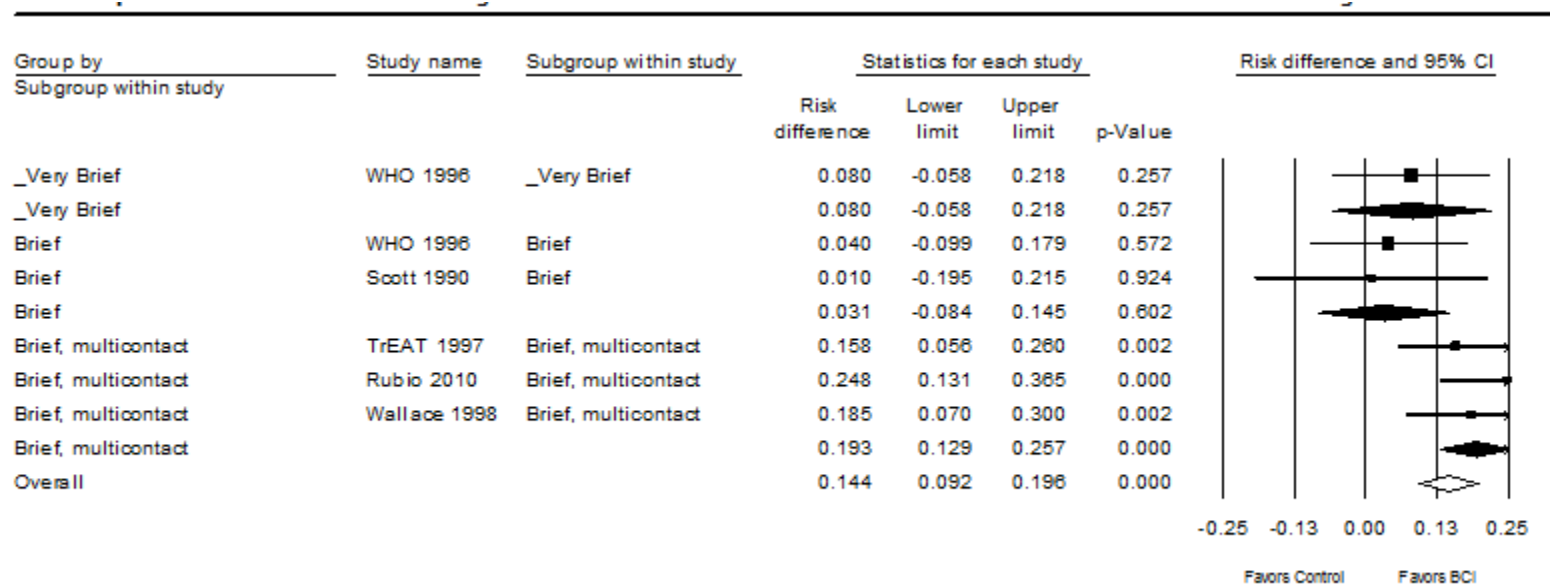 Group by Study name Subgroup within study Statistics for each study Risk difference and 95% CI
Subgroup within study
Risk Lower Upper
difference limit limit p-Value
_Very Brief WHO 1996 _Very Brief 0.080 -0.058 0.218 0.257
_Very Brief 0.080 -0.058 0.218 0.257
Brief WHO 1996 Brief 0.040 -0.099 0.179 0.572
Brief Scott 1990 Brief 0.010 -0.195 0.215 0.924
Brief 0.031 -0.084 0.145 0.602
Brief, multicontact TrEAT 1997 Brief, multicontact 0.158 0.056 0.260 0.002
Brief, multicontact Rubio 2010 Brief, multicontact 0.248 0.131 0.365 0.000
Brief, multicontact Wallace 1998 Brief, multicontact 0.185 0.070 0.300 0.002
Brief, multicontact 0.193 0.129 0.257 0.000
Overall 0.144 0.092 0.196 0.000
-0.25 -0.13 0.00 0.13 0.25
Favors Control Favors BCI